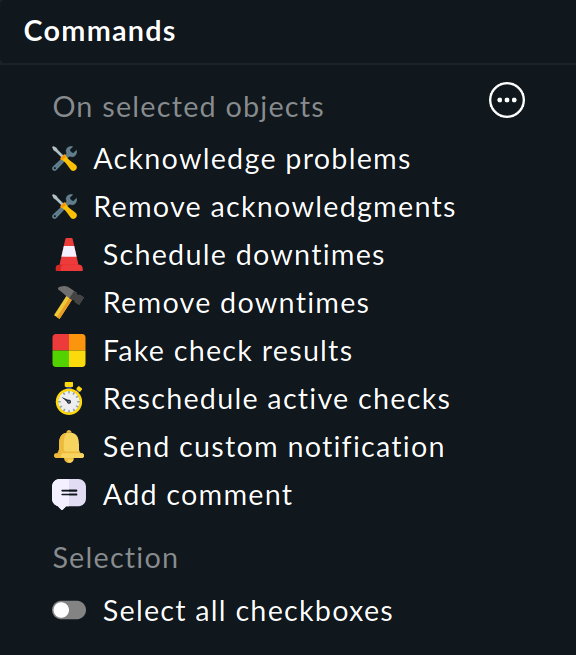 Commands
On selected objects
Acknowledge problems
Remove acknowledgments
Schedule downtimes
Remove downtimes
Fake check results
Reschedule active checks
Send custom notification
Add comment
Selection
Select all checkboxes